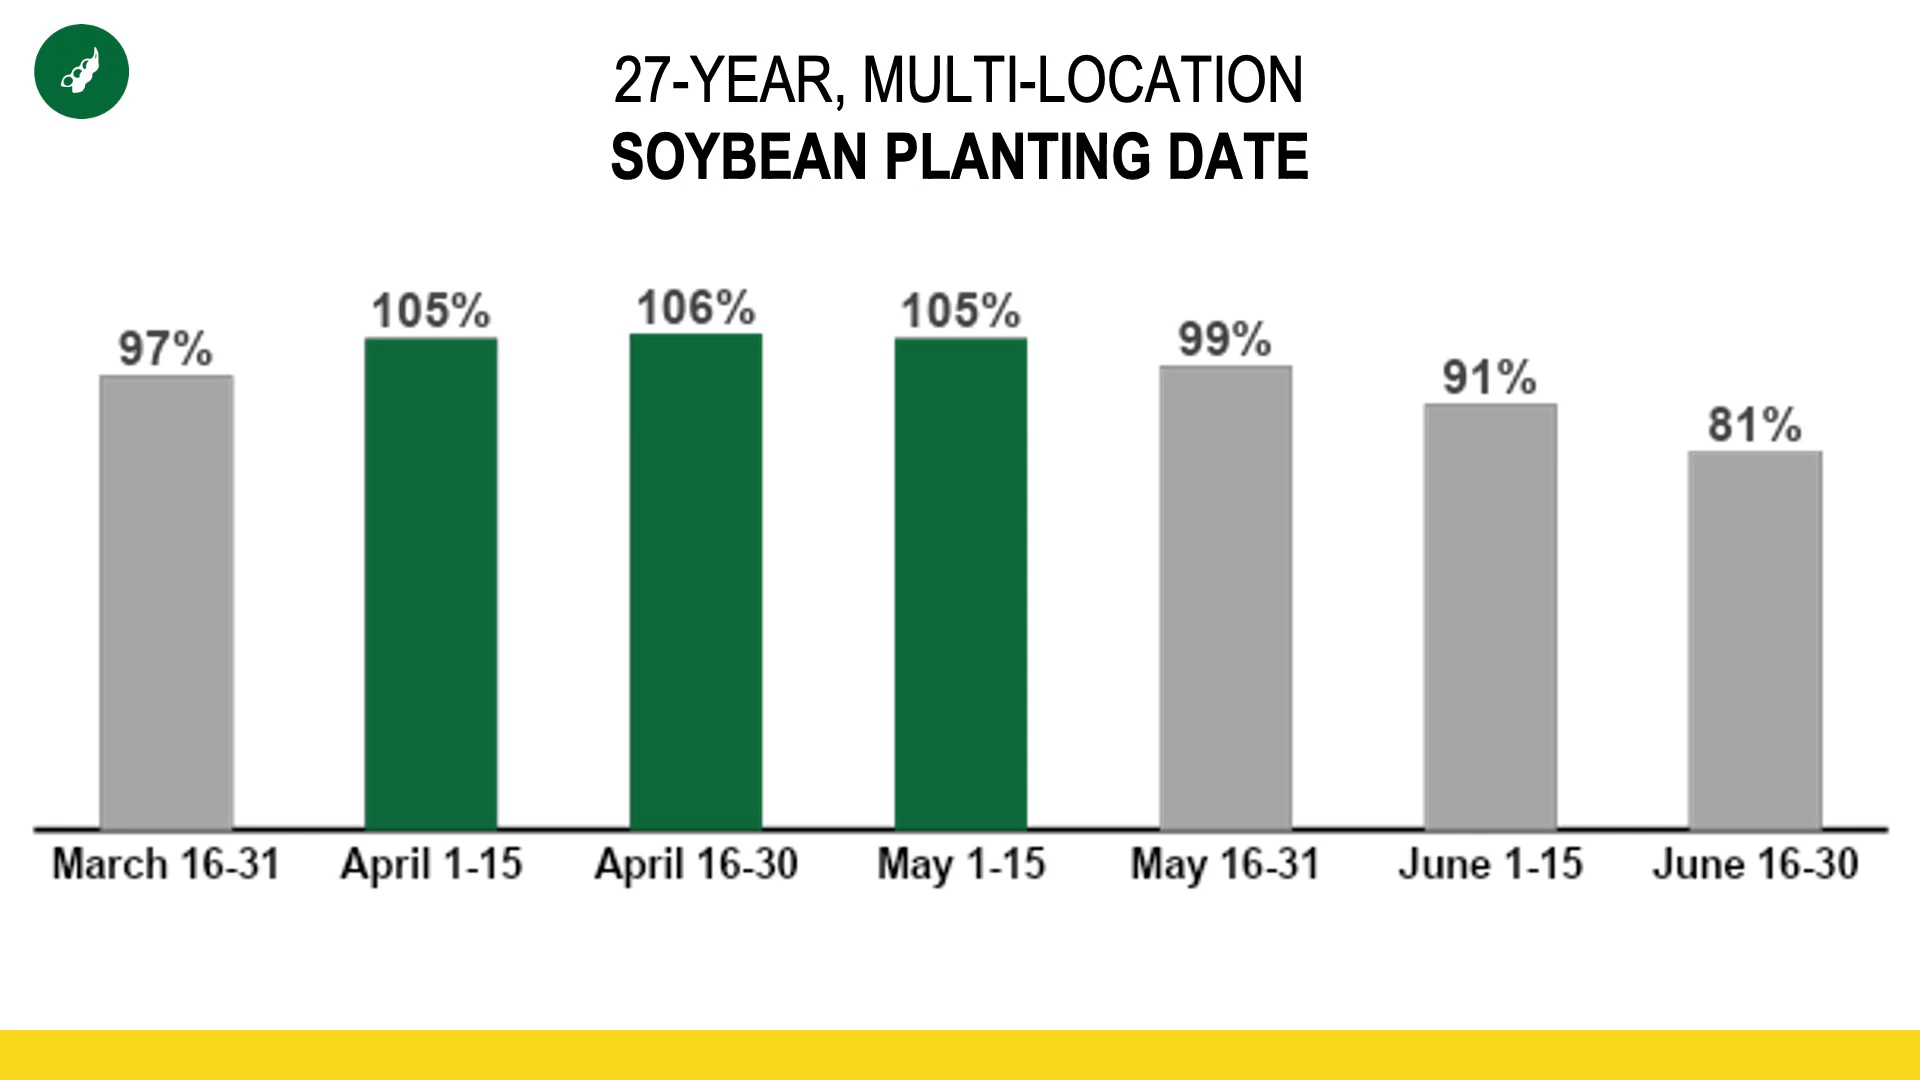 27-YEAR, MULTI-LOCATION
SOYBEAN PLANTING DATE
97%
105%
106%
105%
99%
91%
81%
March 16-31
April 1-15
April 16-30
May 1-15
May 16-31
June 1-15
June 16-30